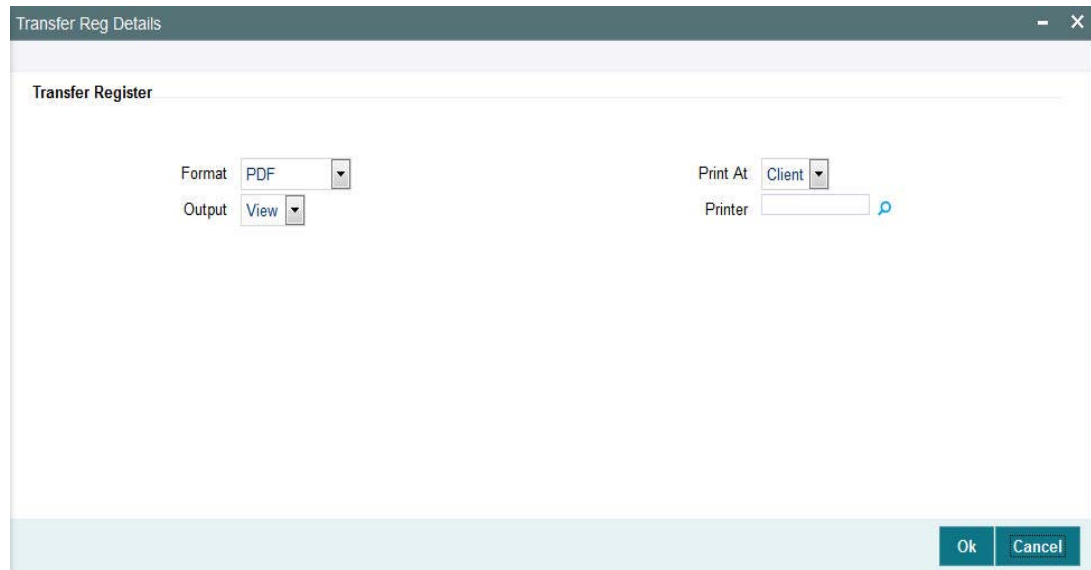 Transfer Reg Details
Transfer Register
Format PDF
Print At Client
Output View
Printer
Ok Cancel